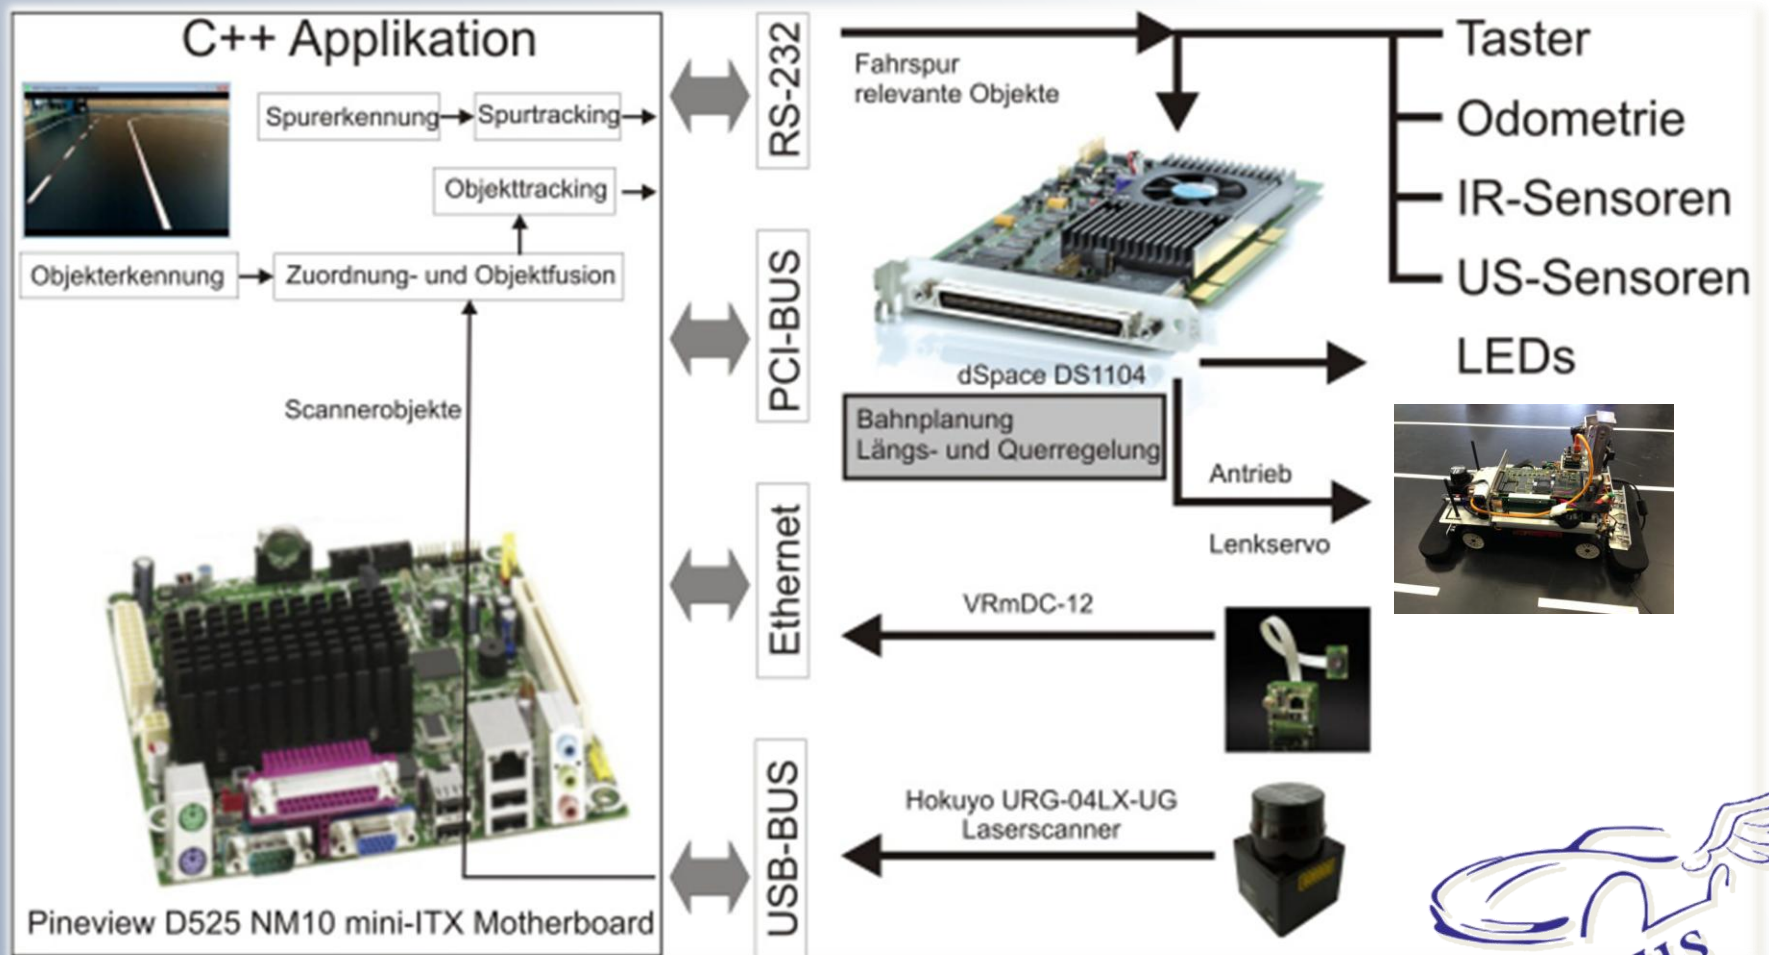 C++ Applikation
Spurerkennung
Spurtracking
Objekttracking
Objekterkennung
Zuordnung- und Objektfusion
Scannerobjekte
Pineview D525 NM10 mini-ITX Motherboard
RS-232
PCI-BUS
Ethernet
USB-BUS
Fahrspur
relevante Objekte
dSpace DS1104
Bahnplanung
Längs- und Querregelung
Antrieb
Lenkservo
VRmDC-12
Hokuyo URG-04LX-UG
Laserscanner
Taster
Odometrie
IR-Sensoren
US-Sensoren
LEDs